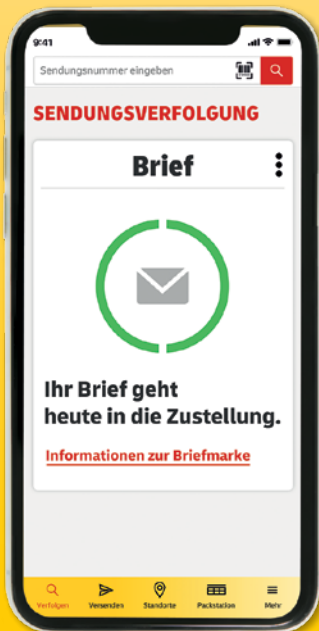 9:41
Sendungsnummer eingeben
SENDUNGSVERFOLGUNG
Brief
Ihr Brief geht
heute in die Zustellung.
Informationen zur Briefmarke
Verfolgen Versenden Standorte Packstation Mehr